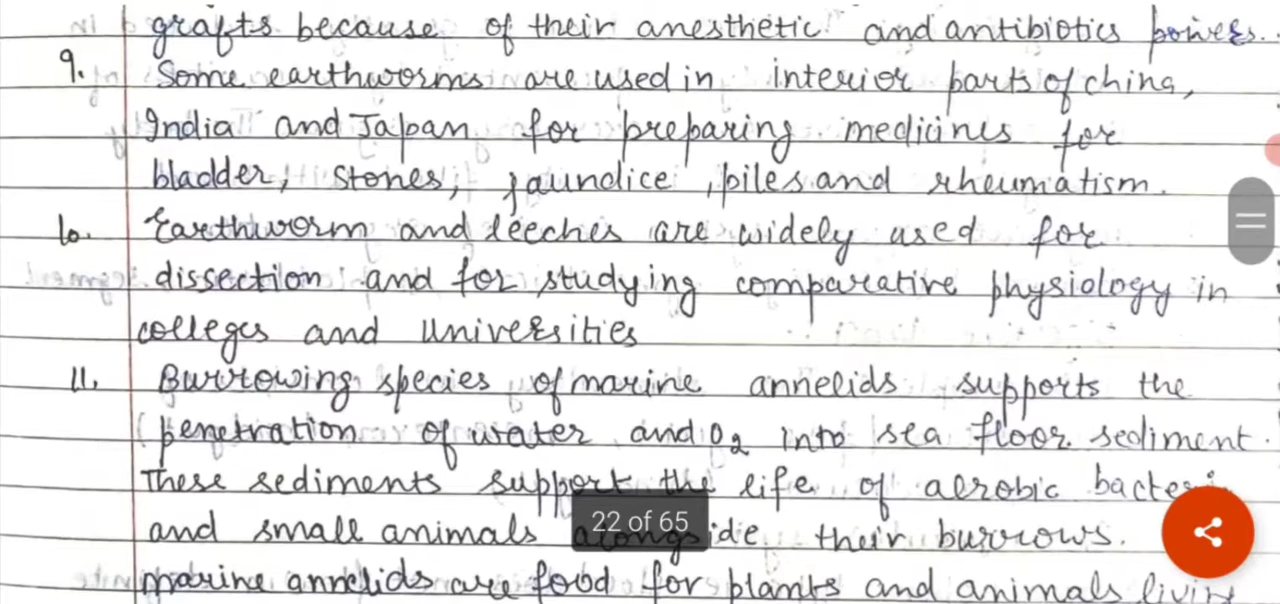 grafts because of their anesthetic and antibiotics powers.
9. Some earthworms are used in interior parts of china,
India and Japan for preparing medicines for
bladder, stones, jaundice, piles and rheumatism.
10. Earthworm and leeches are widely used for
dissection and for studying comparative physiology in
colleges and universities
11. Burrowing species of marine annelids supports the
penetration of water and O2 into sea floor sediment.
These sediments support the life of aerobic
and small animals alongside their burrows.
22 of 65
marine annelids are food for plants and animals